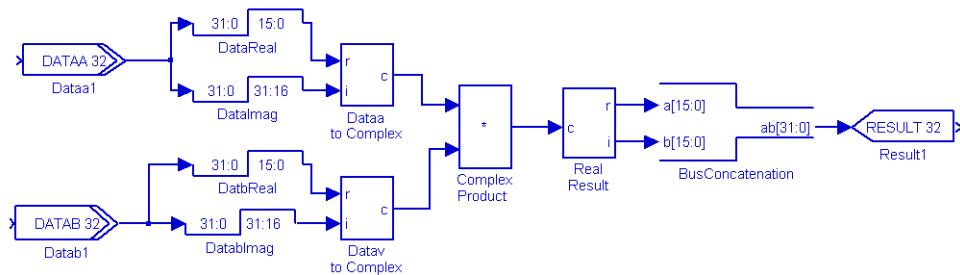 31:0 15:0
DataReal
DATAA 32
Dataa1
31:0 31:16
DataImag
r
i
c
Dataa
to Complex
31:0 15:0
DatbReal
DATAB 32
Datab1
31:0 31:16
DatabImag
r
i
c
Datav
to Complex
*
Complex
Product
c
r
i
Real
Result
a[15:0]
b[15:0]
ab[31:0]
BusConcatenation
RESULT 32
Result1